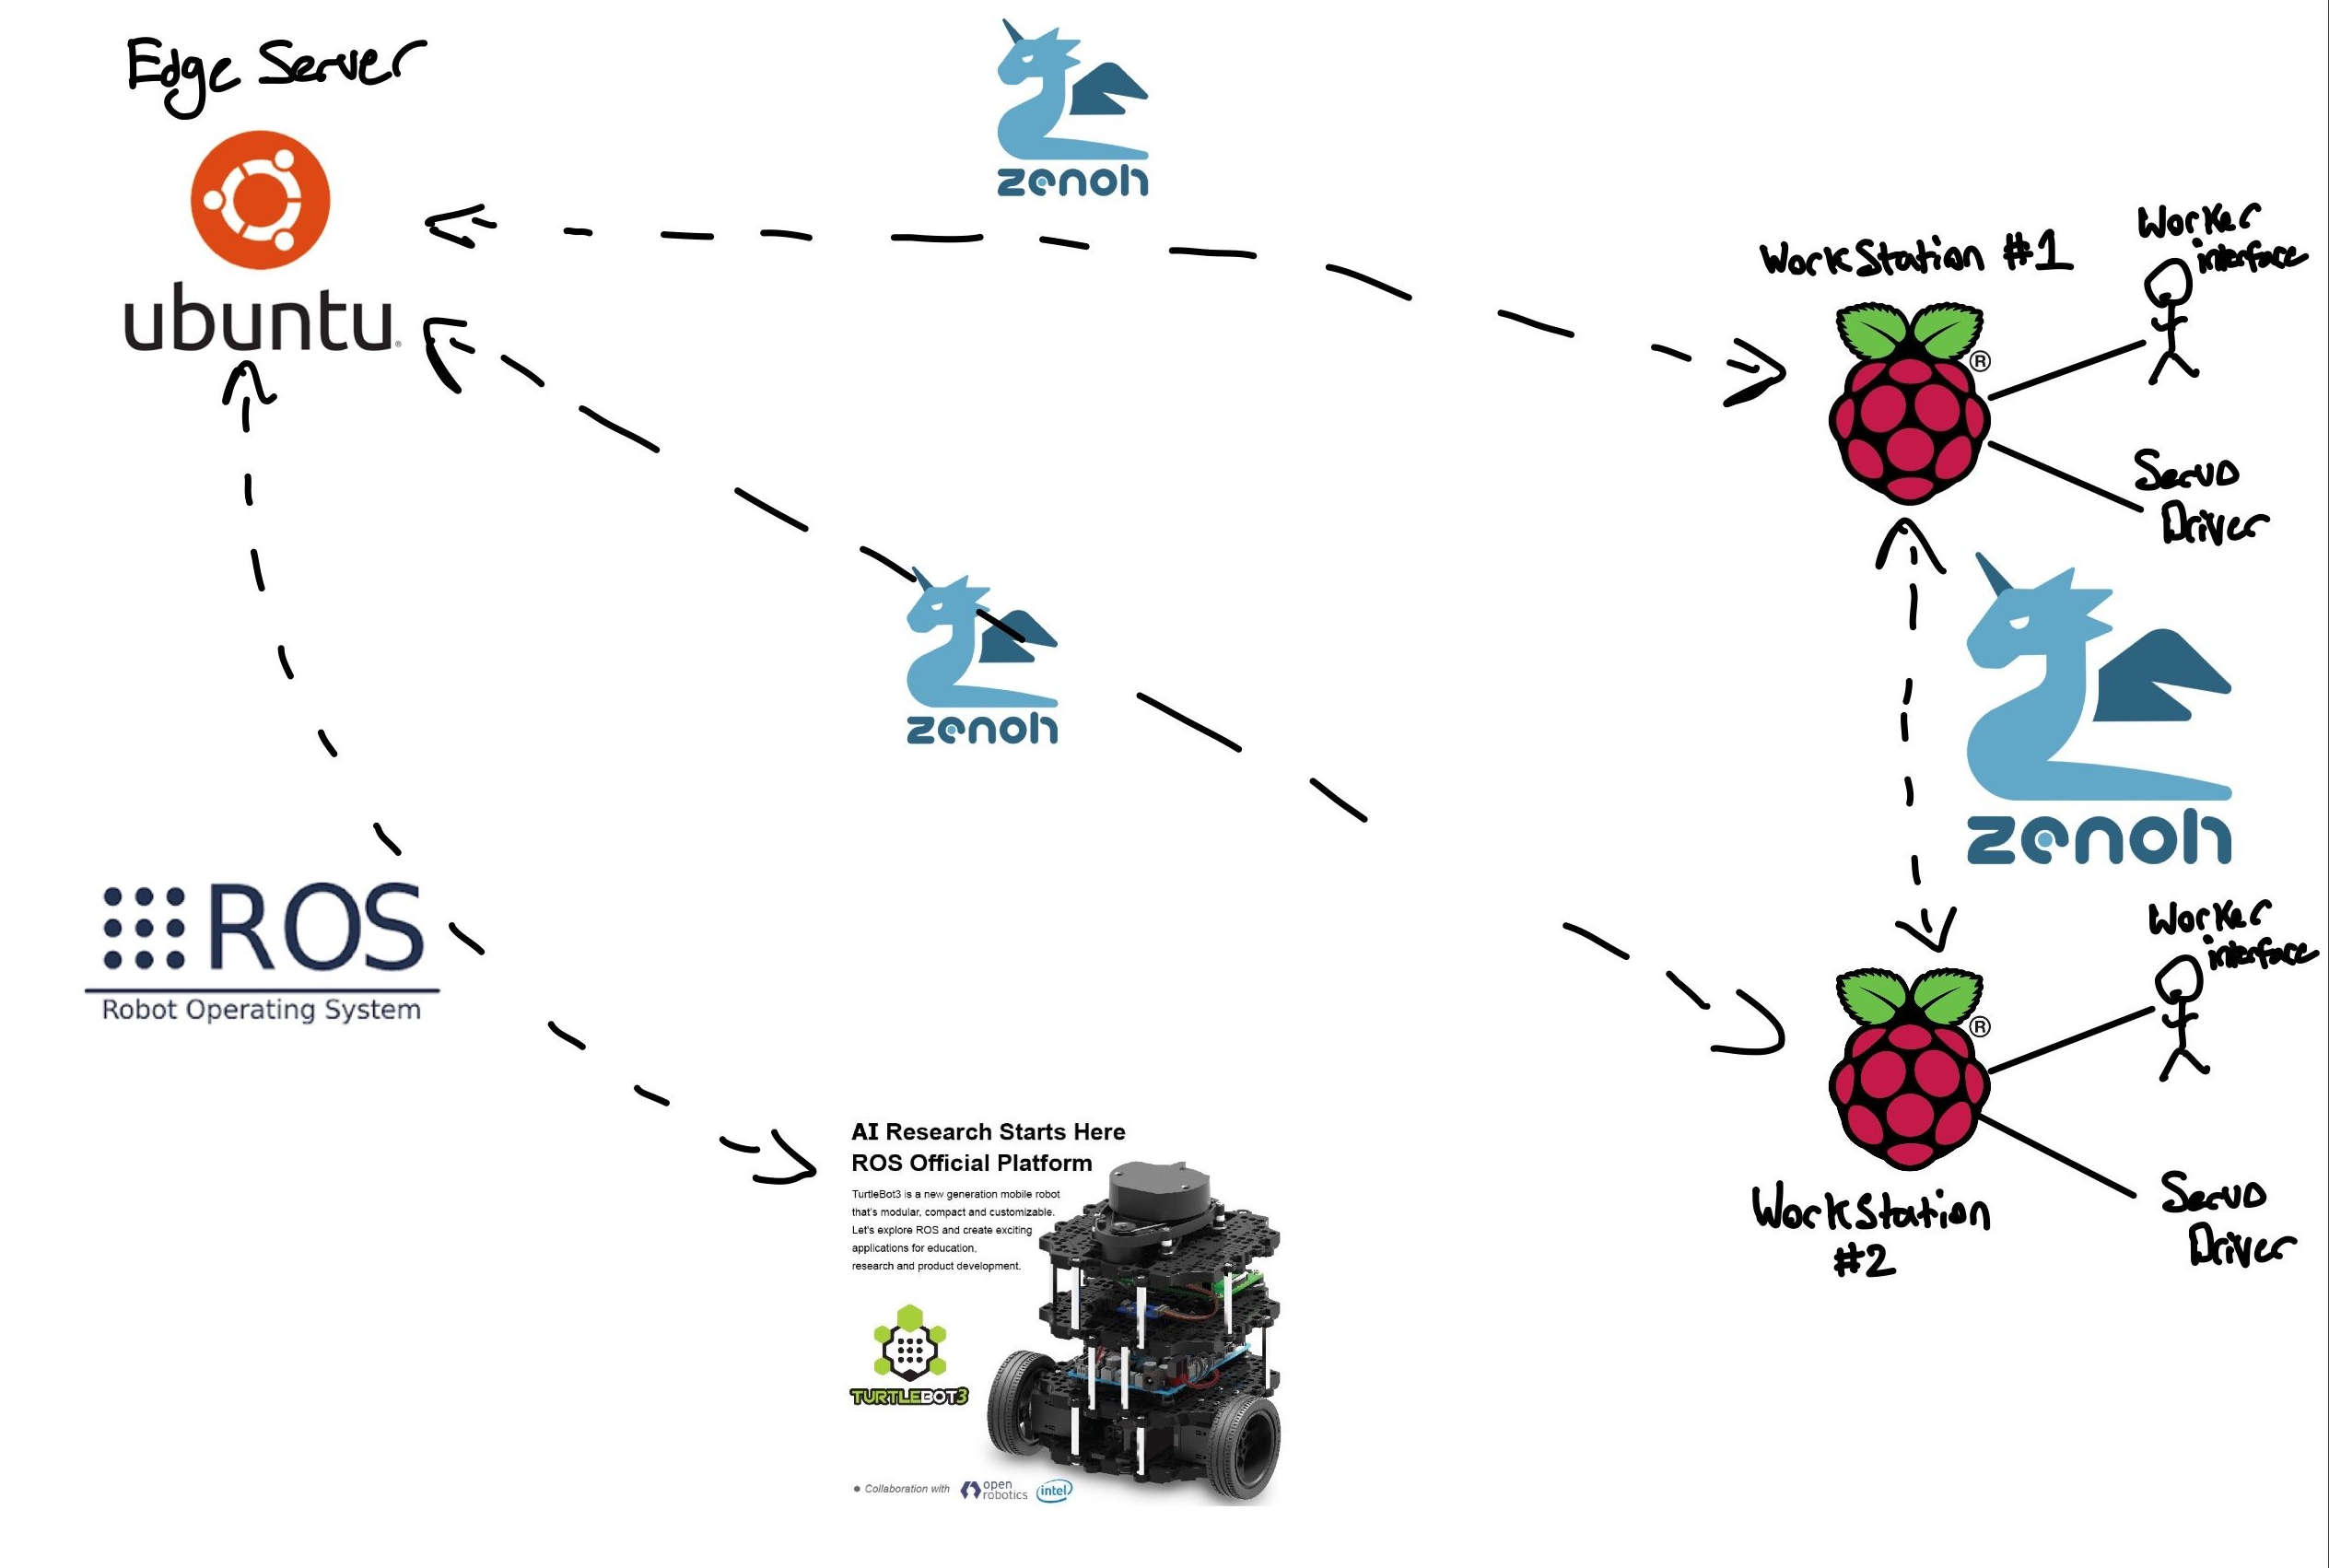 Edge Server
ubuntu®
zenoh
WorkStation #1
Worker
interface
®
Servo
Driver
zenoh
zenoh
ROS
Robot Operating System
Worker
interface
®
Servo
Driver
WorkStation
#2
AI Research Starts Here
ROS Official Platform
TurtleBot3 is a new generation mobile robot
that's modular, compact and customizable.
Let's explore ROS and create exciting
applications for education,
research and product development.
TURTLEBOT3
Collaboration with
open
robotics
intel